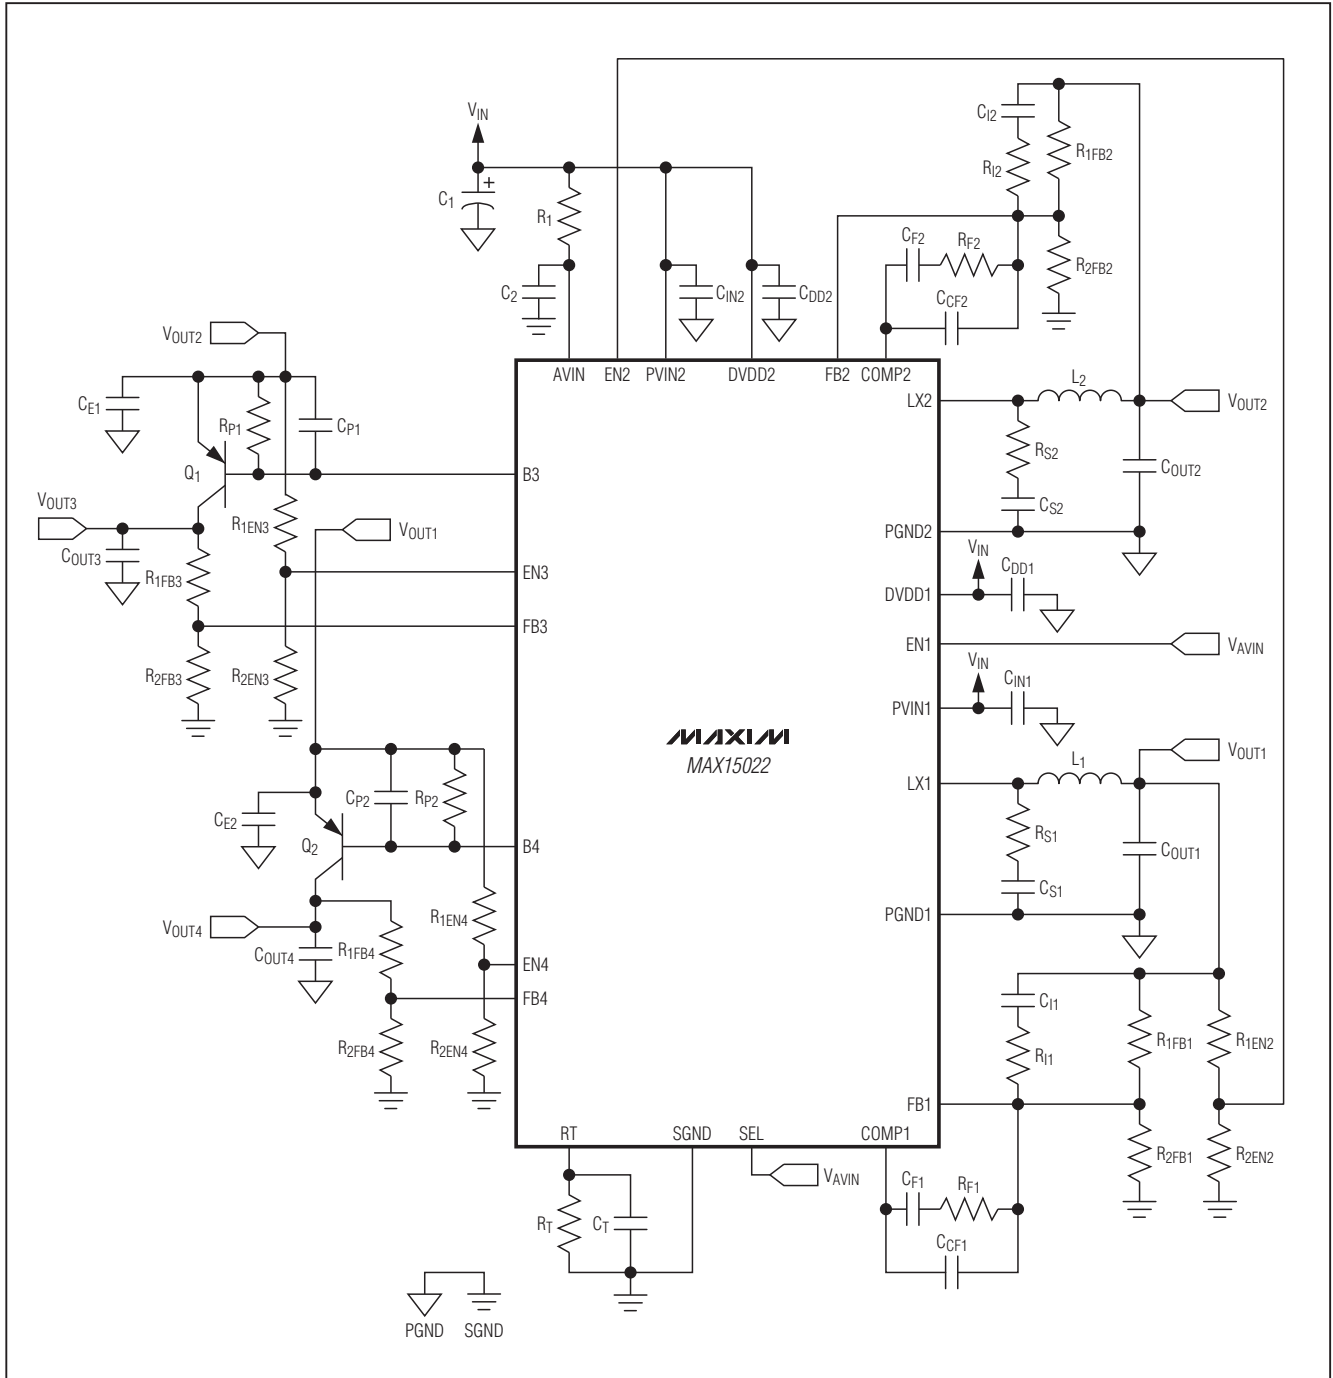 VIN
C1
+
R1
C2
CIN2
CDD2
CI2
RI2
R1FB2
CF2
RF2
R2FB2
CCF2
VOUT2
AVIN
EN2
PVIN2
DVDD2
FB2
COMP2
CE1
RP1
CP1
Q1
B3
LX2
L2
VOUT2
RS2
COUT2
CS2
PGND2
VOUT3
COUT3
R1EN3
VOUT1
R1FB3
EN3
VIN
CDD1
DVDD1
FB3
EN1
VAVIN
R2FB3
R2EN3
VIN
CIN1
PVIN1
MAXIM
MAX15022
VOUT1
LX1
L1
CP2
RP2
CE2
Q2
B4
RS1
COUT1
CS1
PGND1
R1EN4
VOUT4
COUT4
R1FB4
EN4
FB4
CI1
R2FB4
R2EN4
RI1
R1FB1
R1EN2
FB1
RT
SGND
SEL
COMP1
R2FB1
R2EN2
VAVIN
CF1
RF1
RT
CT
CCF1
PGND
SGND